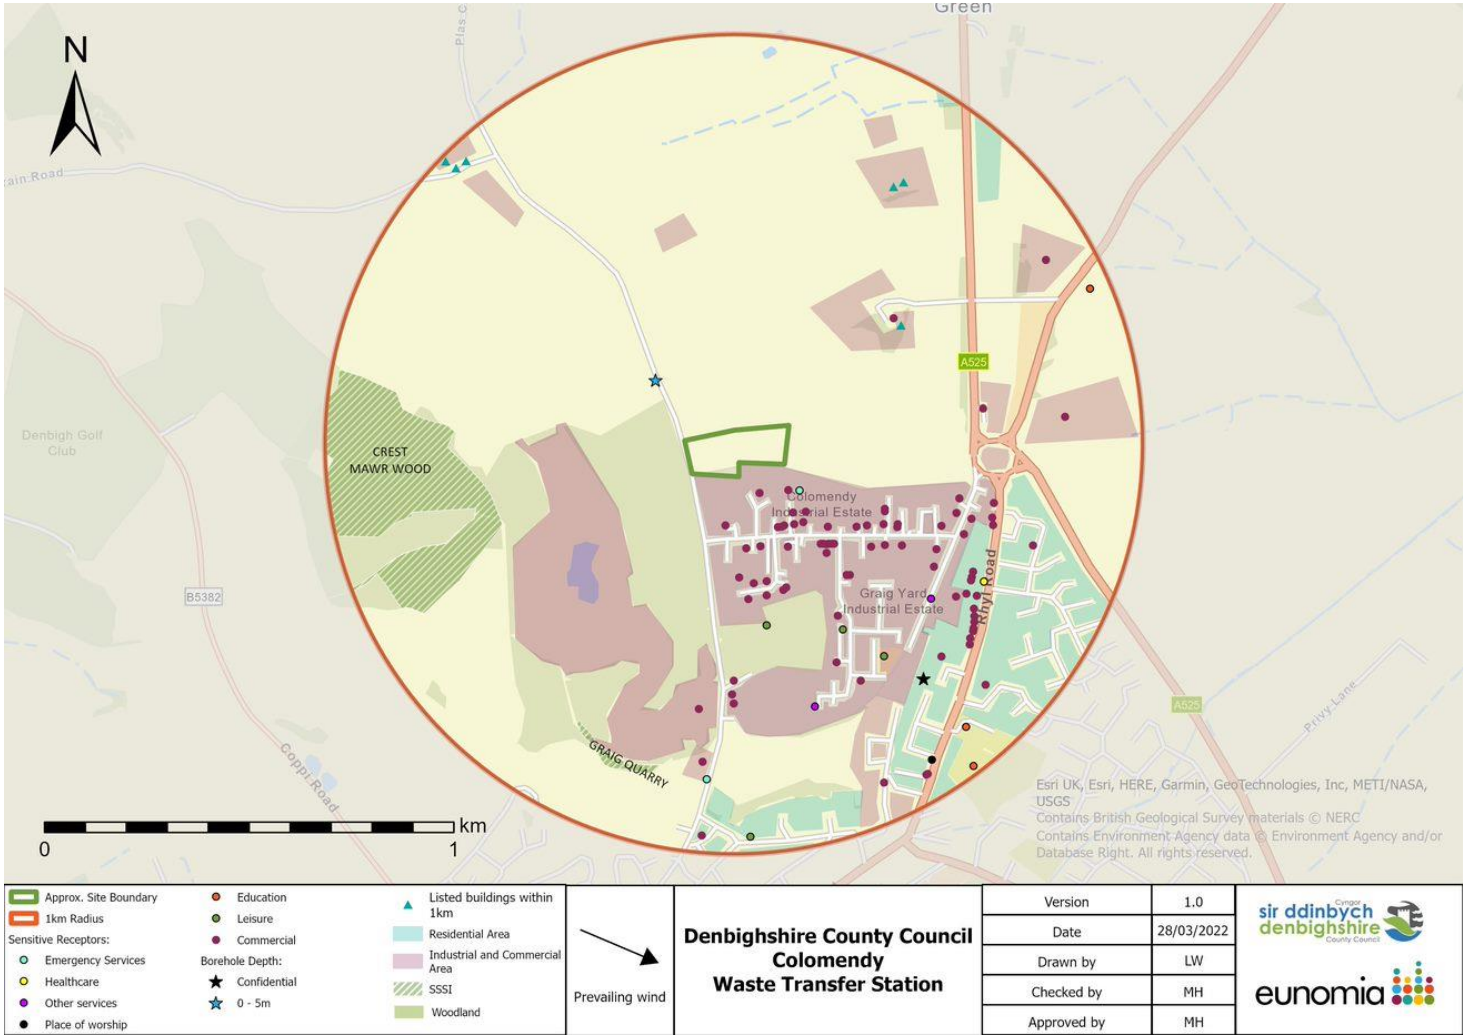 Green
N
Plas C
rain Road
A525
Denbigh Golf
Club
CREST
MAWR WOOD
Colomendy
Industrial Estate
B5382
Graig Yard
Industrial Estate
Rhyl Road
A525
Privy Lane
GRAIG QUARRY
Coppi Road
km
0
1
Esri UK, Esri, HERE, Garmin, GeoTechnologies, Inc, METI/NASA,
USGS
Contains British Geological Survey materials © NERC
Contains Environment Agency data © Environment Agency and/or
Database Right. All rights reserved.
Approx. Site Boundary
1km Radius
Sensitive Receptors:
Emergency Services
Healthcare
Other services
Place of worship
Education
Leisure
Commercial
Borehole Depth:
Confidential
0 - 5m
Listed buildings within
1km
Residential Area
Industrial and Commercial
Area
SSSI
Woodland
Prevailing wind
Denbighshire County Council
Colomendy
Waste Transfer Station
Version 1.0
Date 28/03/2022
Drawn by LW
Checked by MH
Approved by MH
Cyngor
sir ddinbych
denbighshire
County Council
eunomia